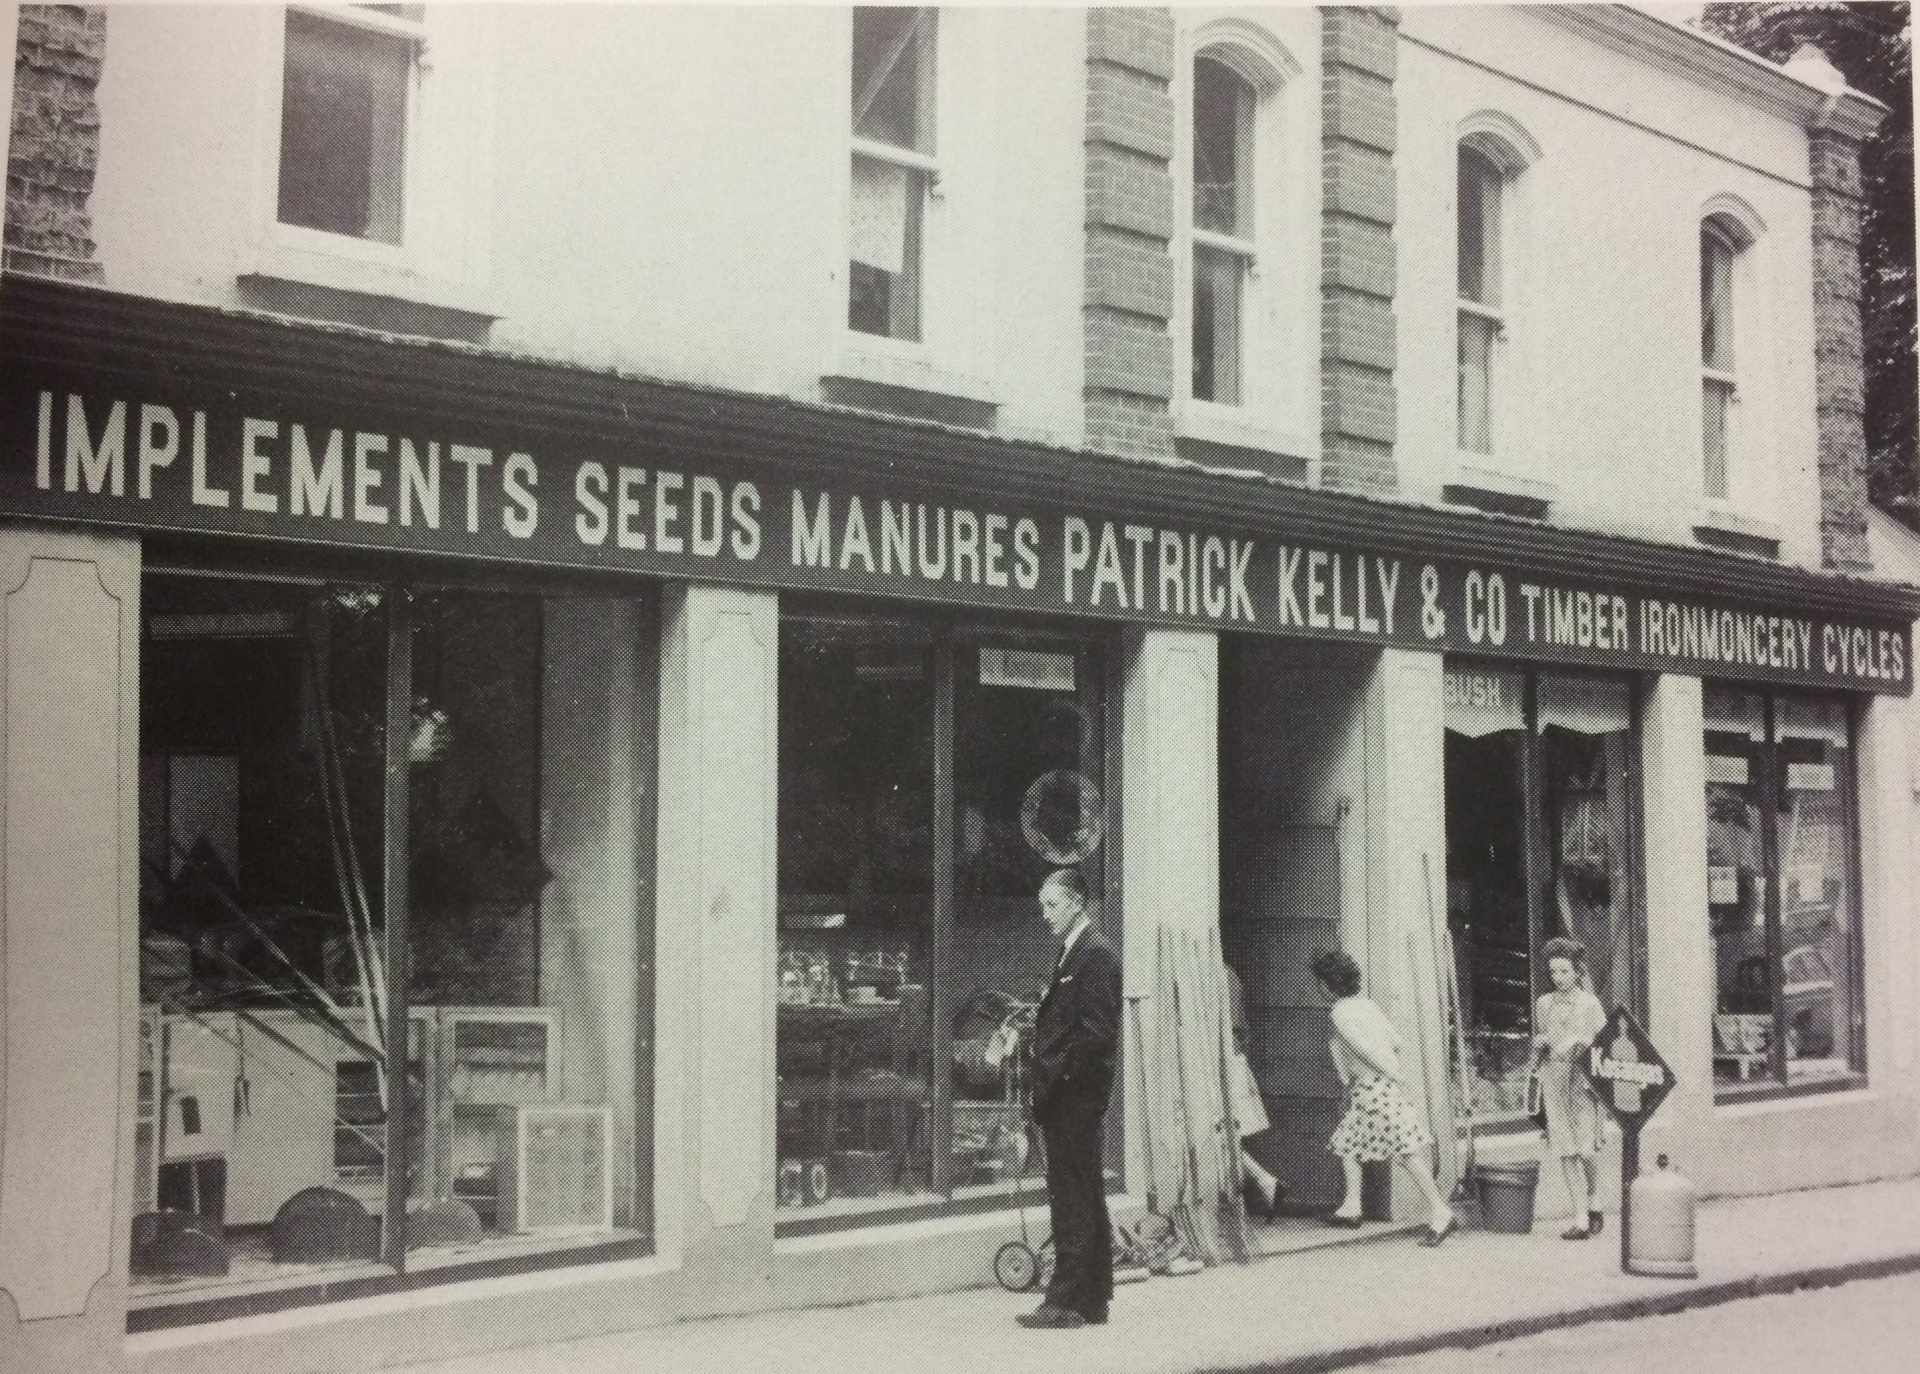 IMPLEMENTS SEEDS MANURES PATRICK KELLY & CO TIMBER IRONMONGERY CYCLES
BUSH
Kosangas